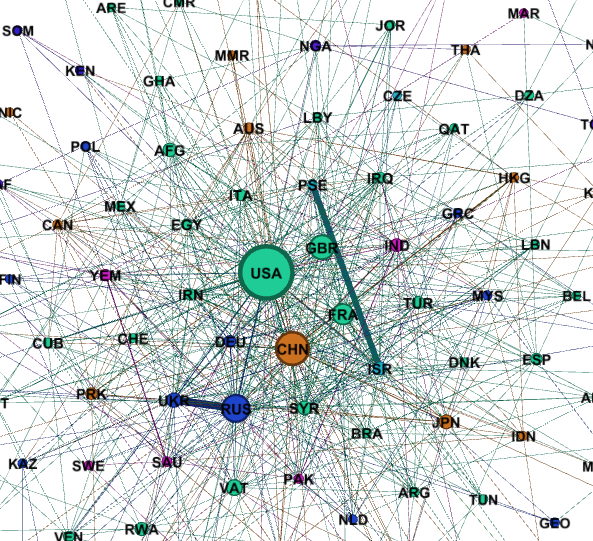 ARE
CMR
SOM
MAR
NGA
JOR
MMR
THA
KEN
GHA
CZE
DZA
NIC
LBY
AUS
QAT
POL
AFG
PSE
IRQ
HKG
ITA
MEX
GRC
CAN
EGY
GBR
IND
LBN
USA
YEM
FIN
IRN
TUR
MYS
BEL
FRA
CUB
CHE
DEU
CHN
ISR
DNK
ESP
PRK
UKR
RUS
SYR
JPN
BRA
IDN
KAZ
SWE
SAU
PAK
VAT
ARG
TUN
NLD
GEO
VEN
RWA